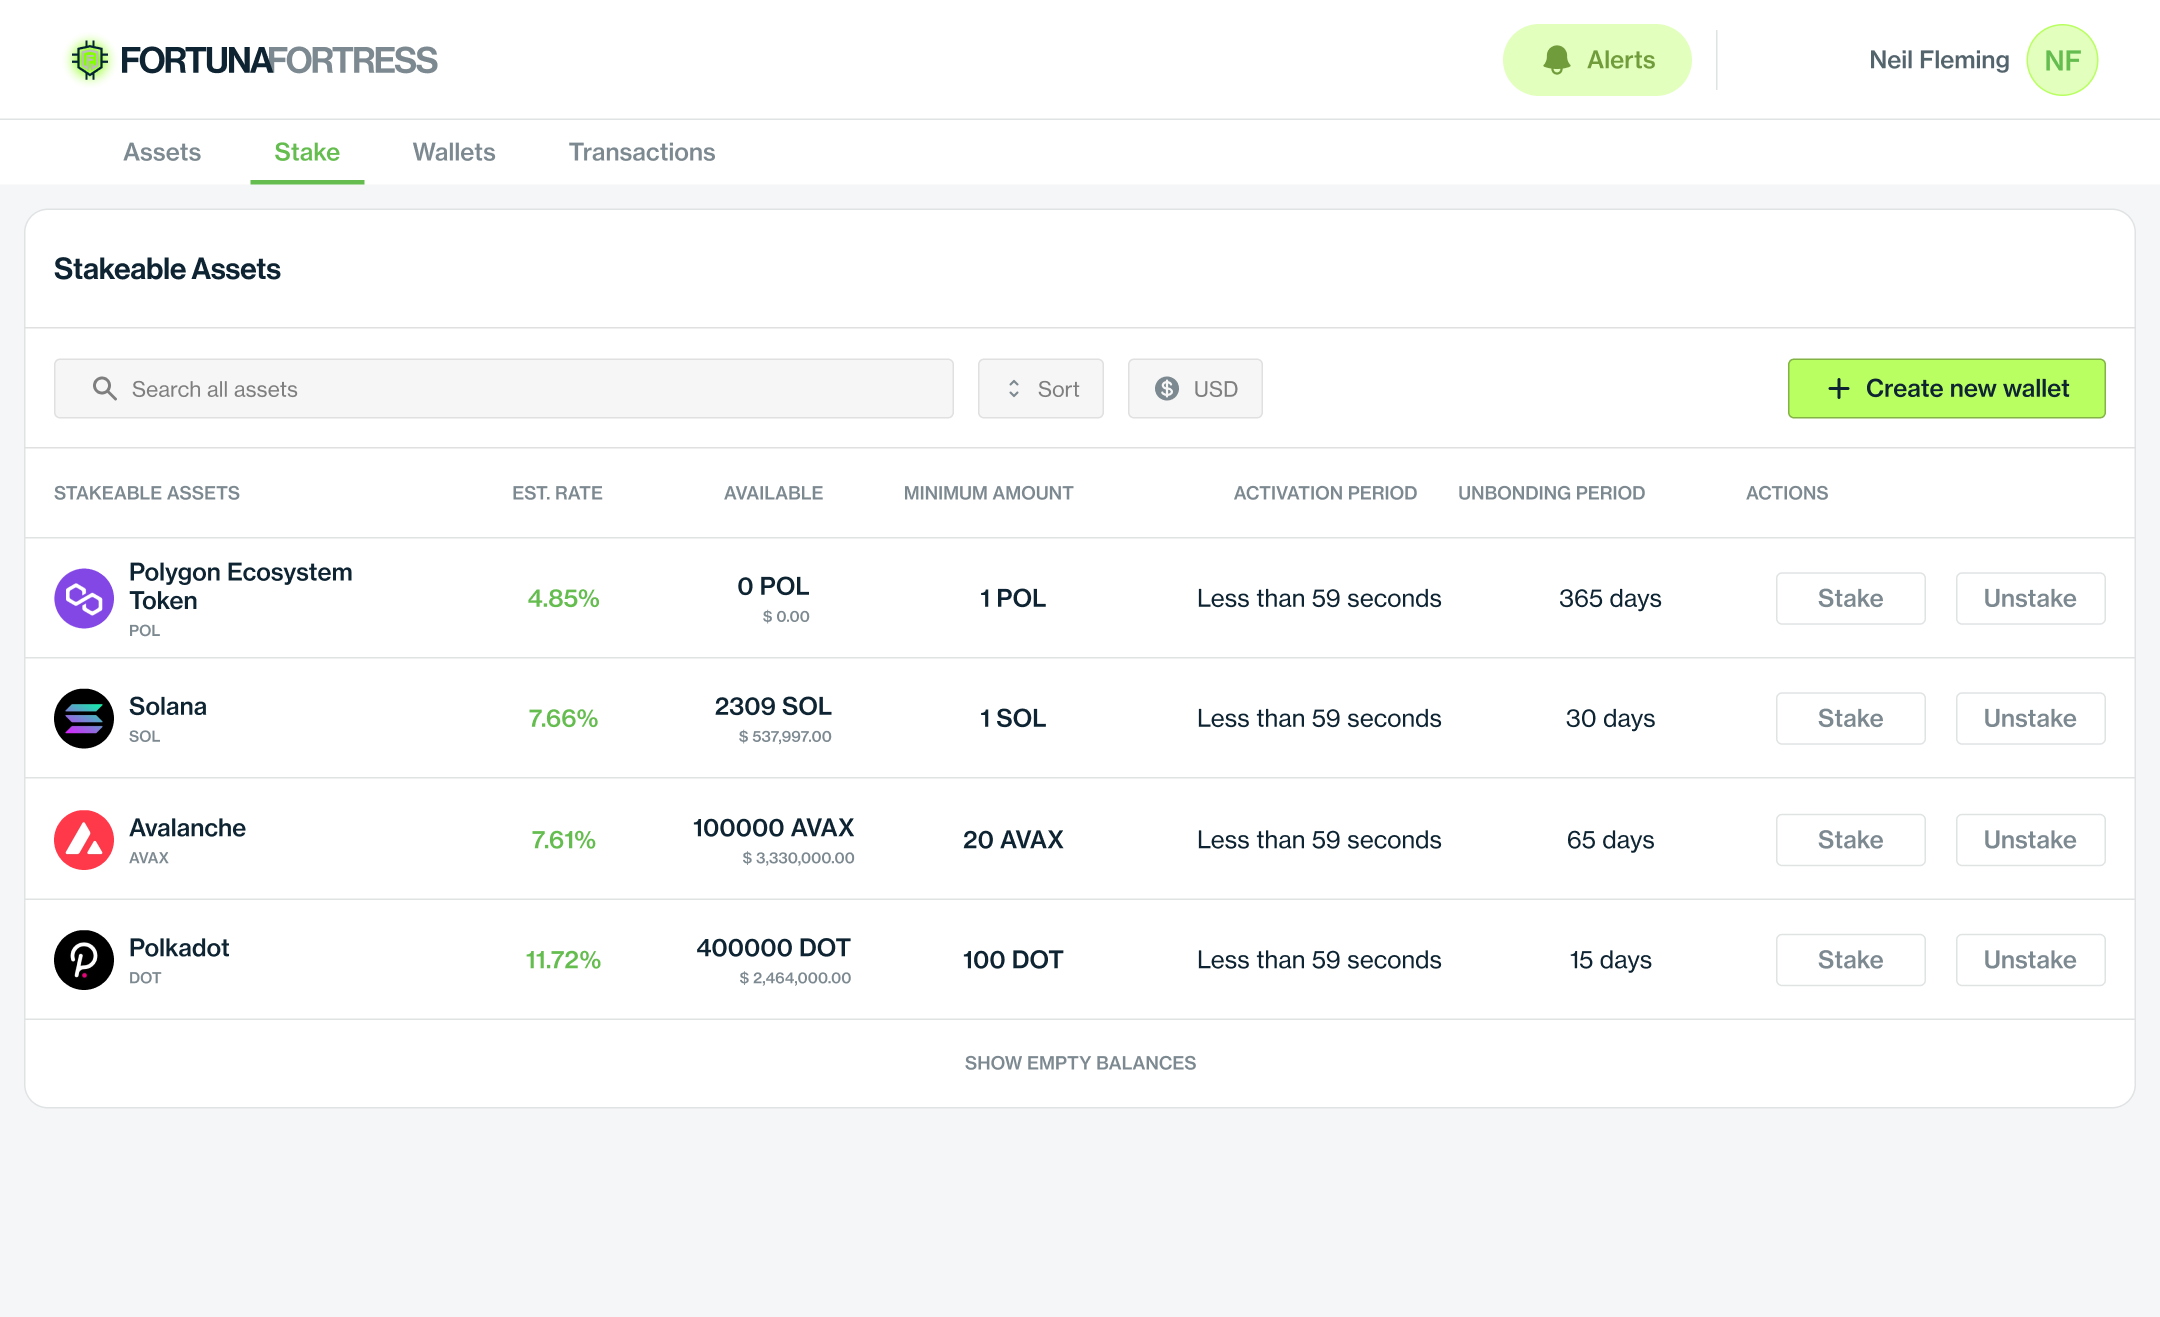 FORTUNAFORTRESS
Alerts
Neil Fleming
NF
Assets
Stake
Wallets
Transactions
Stakeable Assets
Search all assets
Sort
$ USD
+ Create new wallet
STAKEABLE ASSETS
EST. RATE
AVAILABLE
MINIMUM AMOUNT
ACTIVATION PERIOD
UNBONDING PERIOD
ACTIONS
Polygon Ecosystem
Token
POL
4.85%
0 POL
$ 0.00
1 POL
Less than 59 seconds
365 days
Stake
Unstake
Solana
SOL
7.66%
2309 SOL
$ 537,997.00
1 SOL
Less than 59 seconds
30 days
Stake
Unstake
Avalanche
AVAX
7.61%
100000 AVAX
$ 3,330,000.00
20 AVAX
Less than 59 seconds
65 days
Stake
Unstake
Polkadot
DOT
11.72%
400000 DOT
$ 2,464,000.00
100 DOT
Less than 59 seconds
15 days
Stake
Unstake
SHOW EMPTY BALANCES